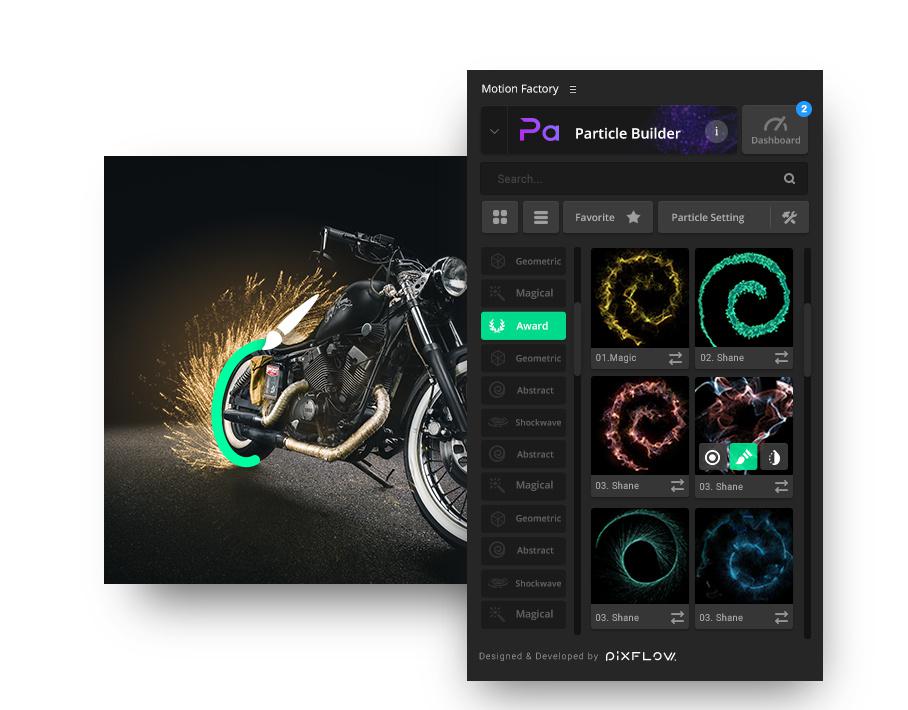 Motion Factory
2
Pa Particle Builder i
Dashboard
Search...
Favorite
Particle Setting
Geometric
Magical
Award
Geometric
Abstract
Shockwave
Abstract
Magical
Geometric
Abstract
Shockwave
Magical
01.Magic
02. Shane
03. Shane
03. Shane
03. Shane
03. Shane
Designed & Developed by PiXFLOW.